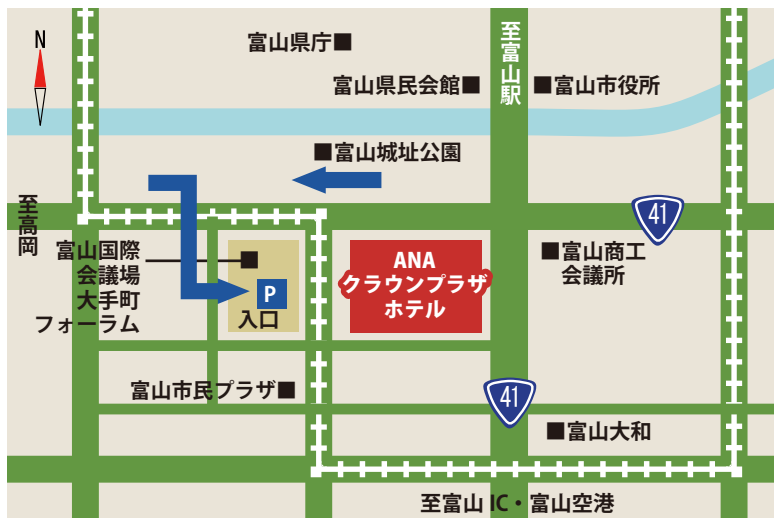 N
富山県庁■
至富山駅
富山県民会館■
■富山市役所
■富山城址公園
至高岡
41
富山国際
会議場
大手町
フォーラム
P
入口
ANA
クラウンプラザ
ホテル
■富山商工
会議所
富山市民プラザ■
41
■富山大和
至富山 IC・富山空港